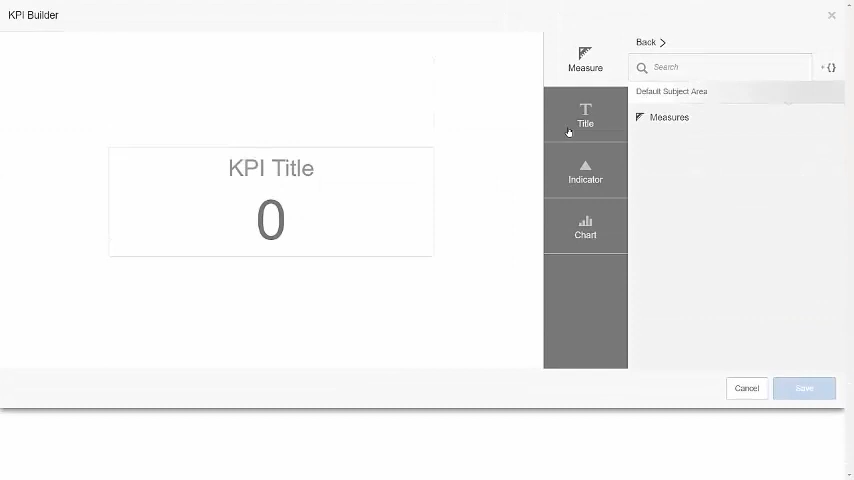 KPI Builder
Back
Measure
Search
+{}
Default Subject Area
Measures
Title
KPI Title
0
Indicator
Chart
Cancel
Save